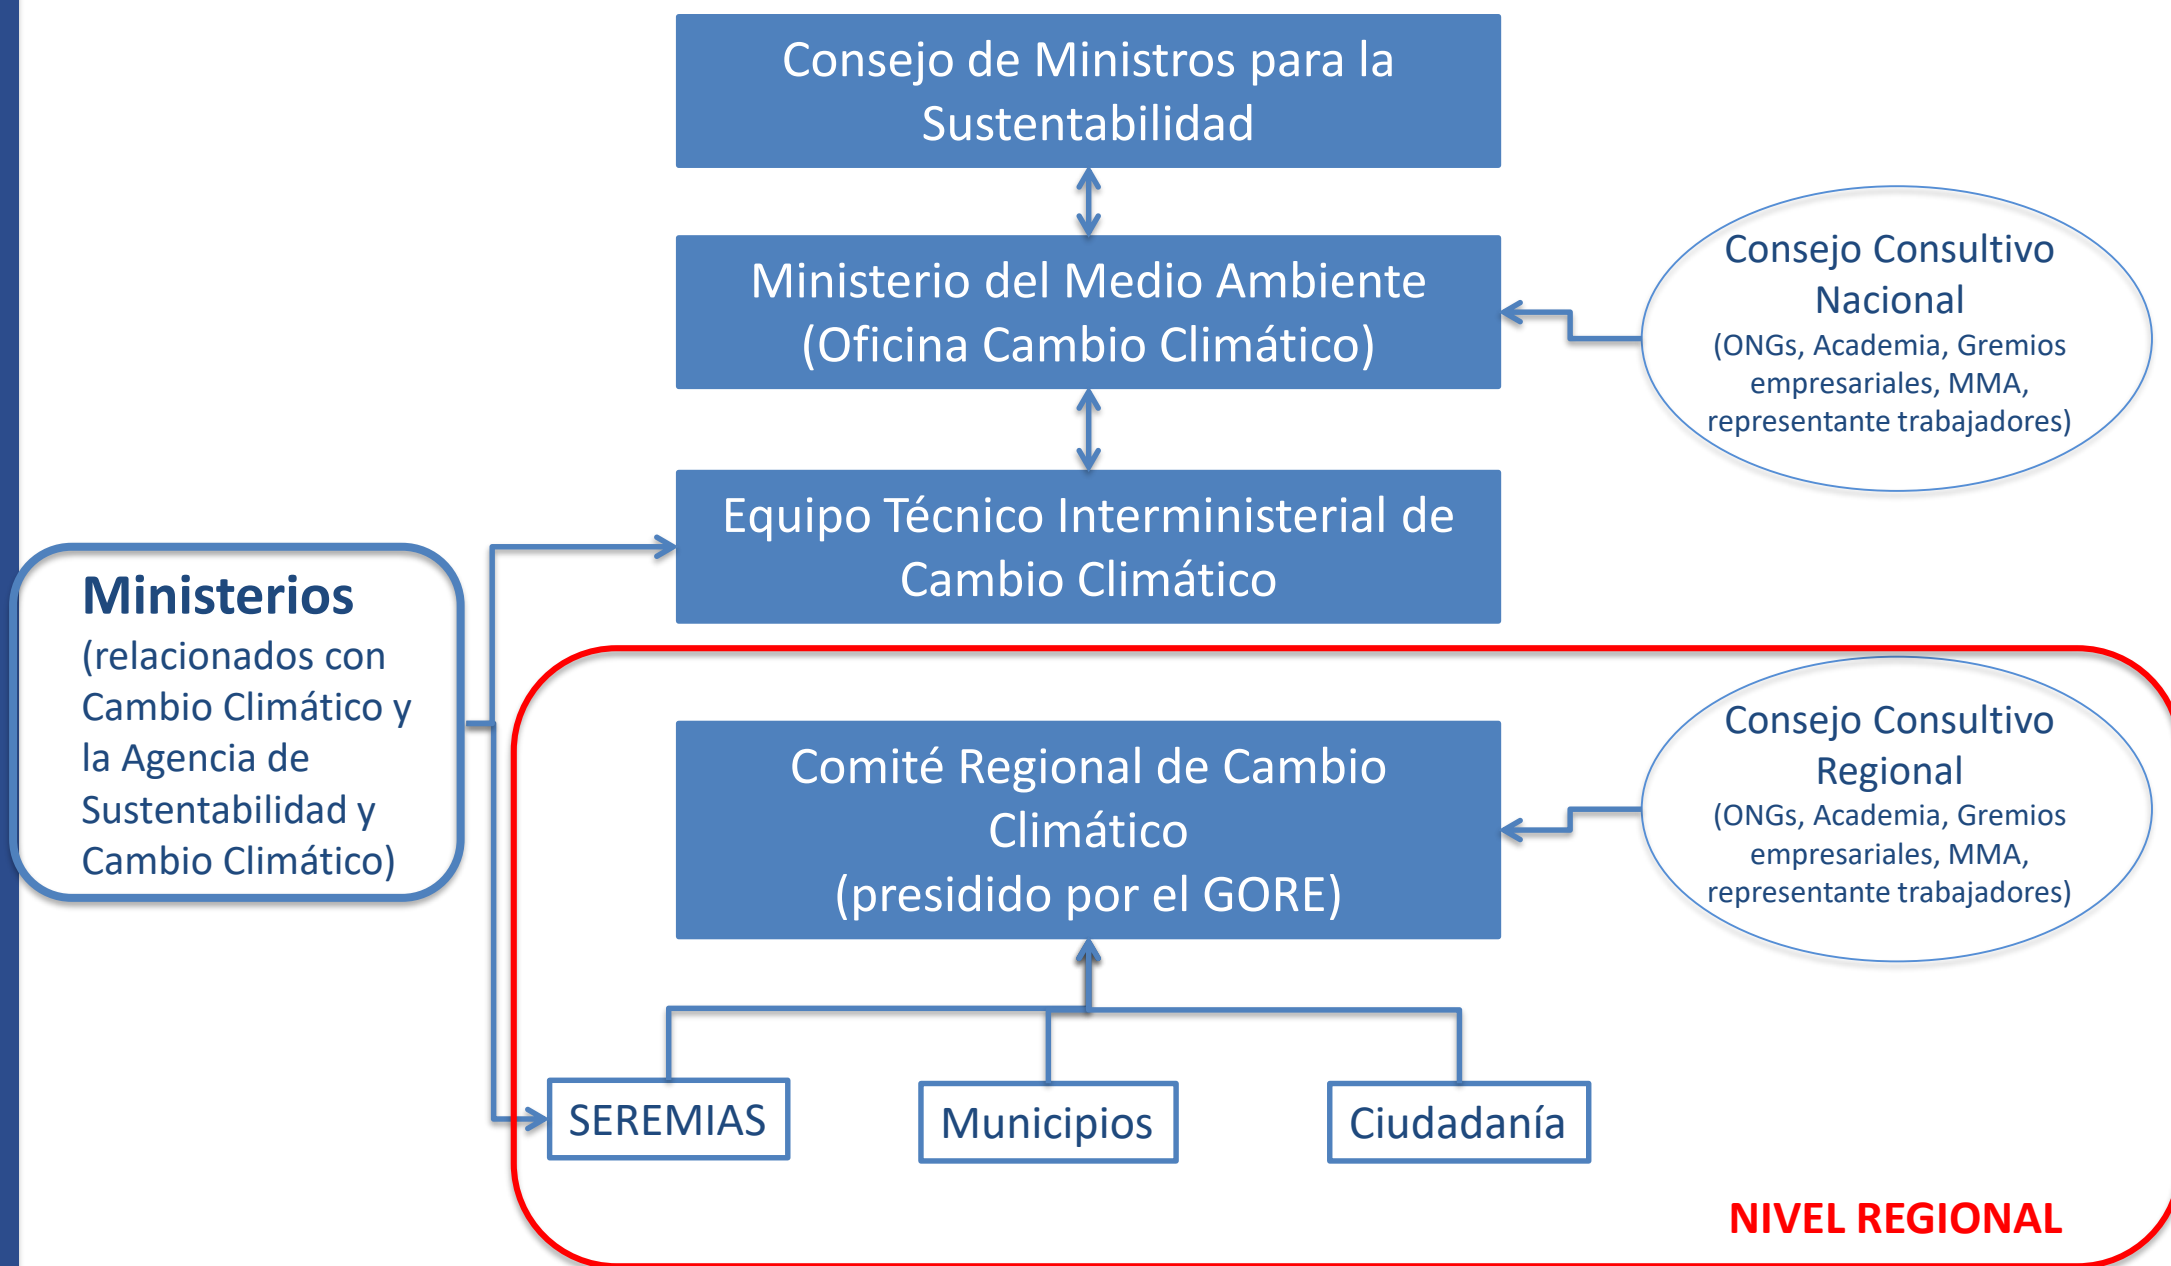 Consejo de Ministros para la
Sustentabilidad
Ministerio del Medio Ambiente
(Oficina Cambio Climático)
Consejo Consultivo
Nacional
(ONGs, Academia, Gremios
empresariales, MMA,
representante trabajadores)
Equipo Técnico Interministerial de
Cambio Climático
Ministerios
(relacionados con
Cambio Climático y
la Agencia de
Sustentabilidad y
Cambio Climático)
Comité Regional de Cambio
Climático
(presidido por el GORE)
Consejo Consultivo
Regional
(ONGs, Academia, Gremios
empresariales, MMA,
representante trabajadores)
SEREMIAS
Municipios
Ciudadanía
NIVEL REGIONAL